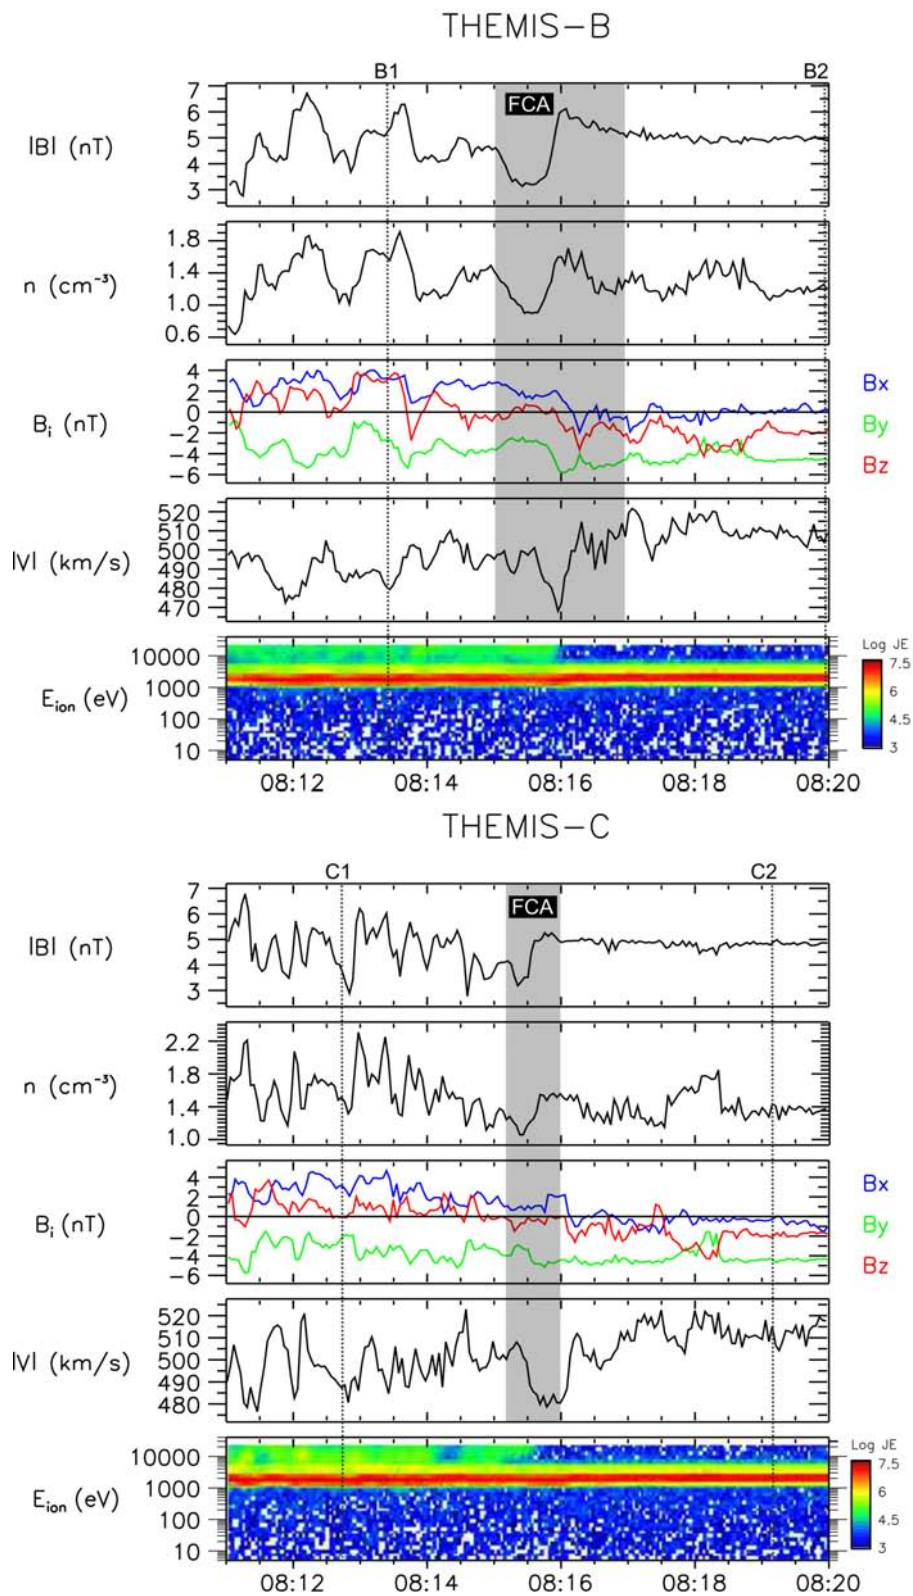 THEMIS-B
B1 B2
FCA
7
6
5
4
3
|B| (nT)
1.8
1.4
1.0
0.6
n (cm⁻³)
4
2
0
-2
-4
-6
Bᵢ (nT)
Bx
By
Bz
520
510
500
490
480
470
|V| (km/s)
10000
1000
100
10
Eᵢₒₙ (eV)
Log JE
7.5
6
4.5
3
08:12 08:14 08:16 08:18 08:20
THEMIS-C
C1 C2
FCA
7
6
5
4
3
|B| (nT)
2.2
1.8
1.4
1.0
n (cm⁻³)
4
2
0
-2
-4
-6
Bᵢ (nT)
Bx
By
Bz
520
510
500
490
480
|V| (km/s)
10000
1000
100
10
Eᵢₒₙ (eV)
Log JE
7.5
6
4.5
3
08:12 08:14 08:16 08:18 08:20